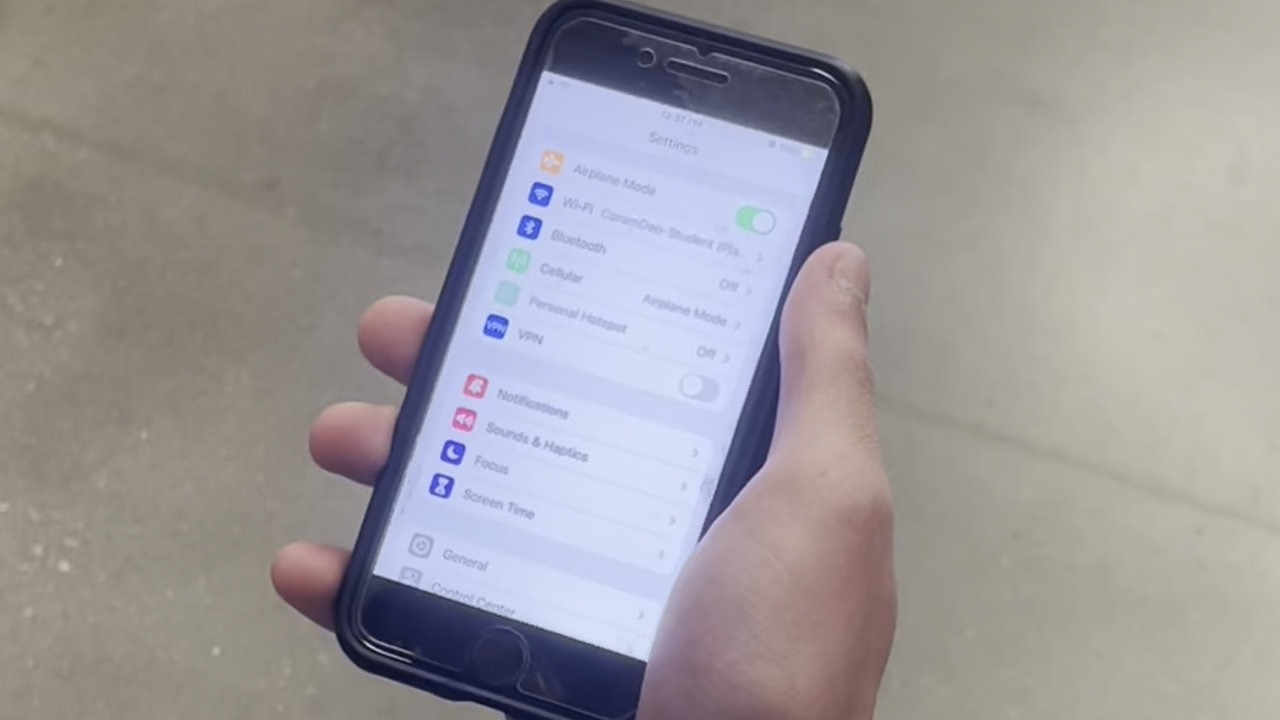 12:37 PM
Settings
Airplane Mode
Wi-Fi CoramDeo-Student (Pla...
Bluetooth Off
Cellular Airplane Mode
Personal Hotspot Off
VPN
VPN
Notifications
Sounds & Haptics
Focus
Screen Time
General
Control Center